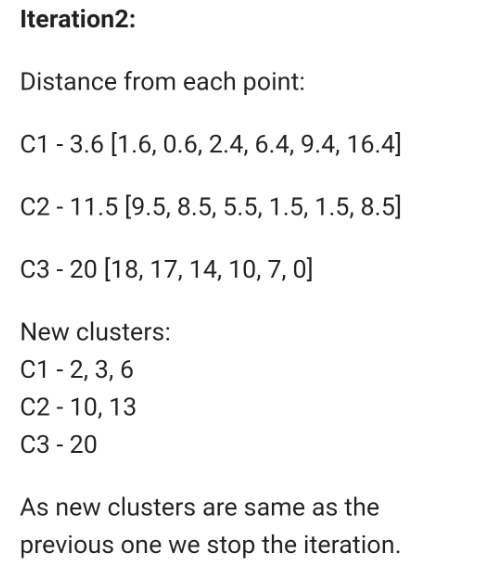 Iteration2:
Distance from each point:
C1 - 3.6 [1.6, 0.6, 2.4, 6.4, 9.4, 16.4]
C2 - 11.5 [9.5, 8.5, 5.5, 1.5, 1.5, 8.5]
C3 - 20 [18, 17, 14, 10, 7, 0]
New clusters:
C1 - 2, 3, 6
C2 - 10, 13
C3 - 20
As new clusters are same as the
previous one we stop the iteration.